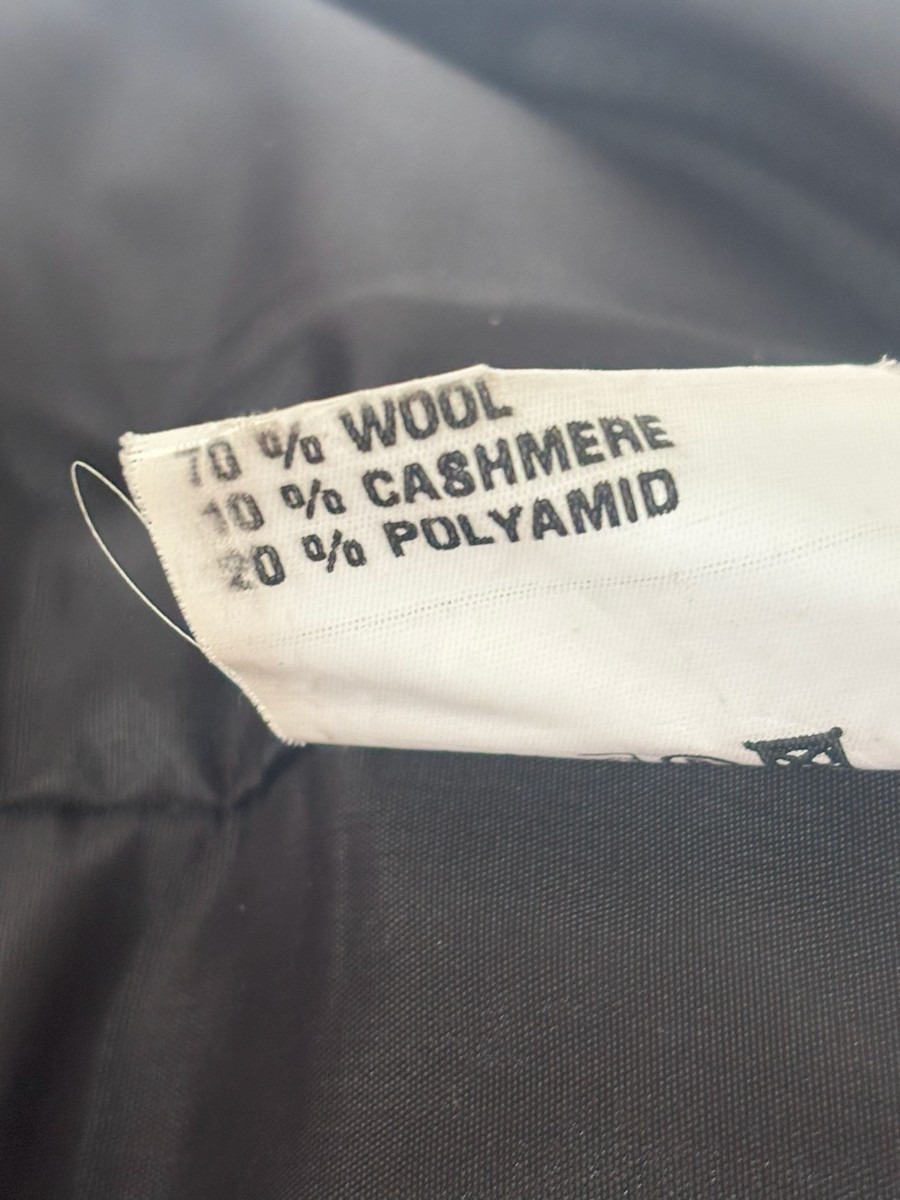 70 % WOOL
10 % CASHMERE
20 % POLYAMID